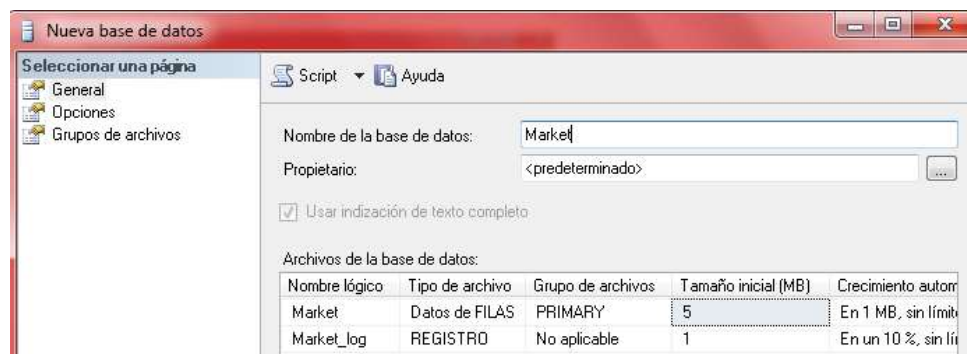 Nueva base de datos
Seleccionar una página
General
Opciones
Grupos de archivos
Script Ayuda
Nombre de la base de datos: Market
Propietario: <predeterminado> ...
Usar indización de texto completo
Archivos de la base de datos:
Nombre lógico Tipo de archivo Grupo de archivos Tamaño inicial (MB) Crecimiento autom
Market Datos de FILAS PRIMARY 5 En 1 MB, sin límit
Market_log REGISTRO No aplicable 1 En un 10 %, sin lí